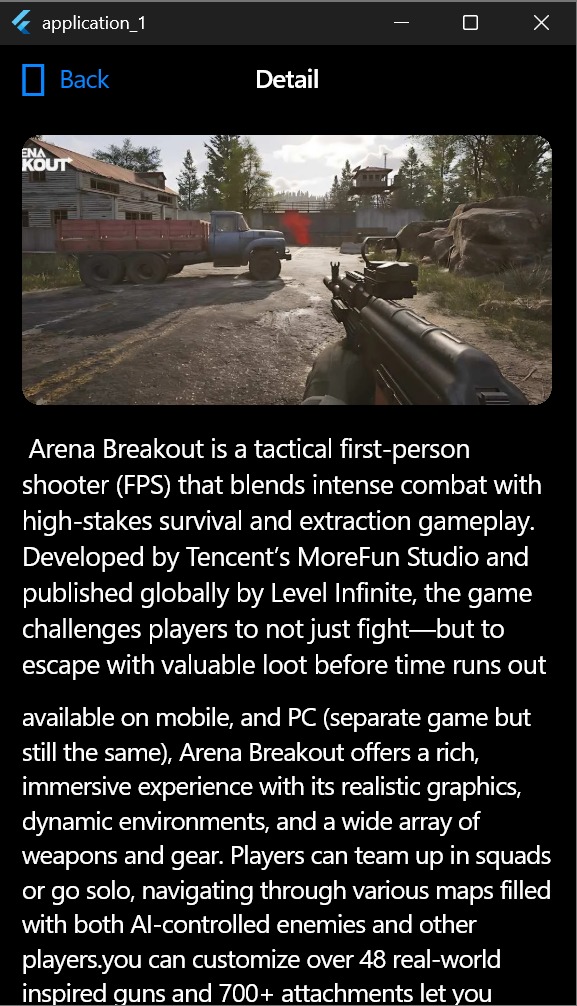 application_1
Back
Detail
ENA
KOUT
Arena Breakout is a tactical first-person
shooter (FPS) that blends intense combat with
high-stakes survival and extraction gameplay.
Developed by Tencent's MoreFun Studio and
published globally by Level Infinite, the game
challenges players to not just fight—but to
escape with valuable loot before time runs out
available on mobile, and PC (separate game but
still the same), Arena Breakout offers a rich,
immersive experience with its realistic graphics,
dynamic environments, and a wide array of
weapons and gear. Players can team up in squads
or go solo, navigating through various maps filled
with both AI-controlled enemies and other
players.you can customize over 48 real-world
inspired guns and 700+ attachments let you